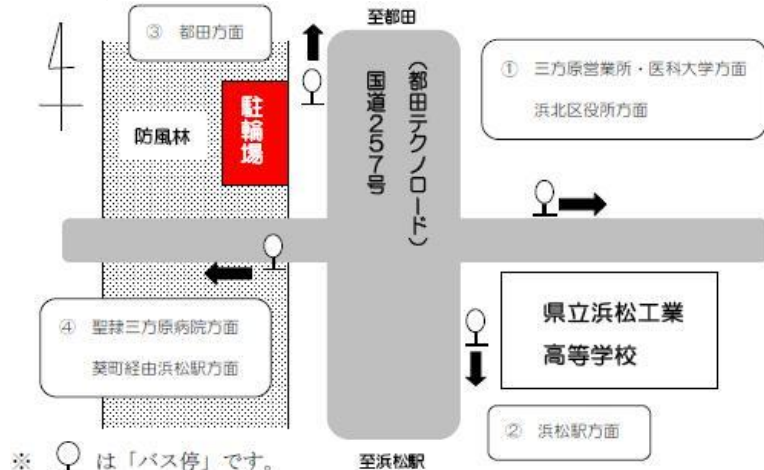 至都田
③ 都田方面
① 三方原営業所・医科大学方面
浜北区役所方面
(都田テクノロード)
国道257号
駐輪場
防風林
県立浜松工業
高等学校
④ 聖隷三方原病院方面
葵町経由浜松駅方面
② 浜松駅方面
至浜松駅
※ は「バス停」です。